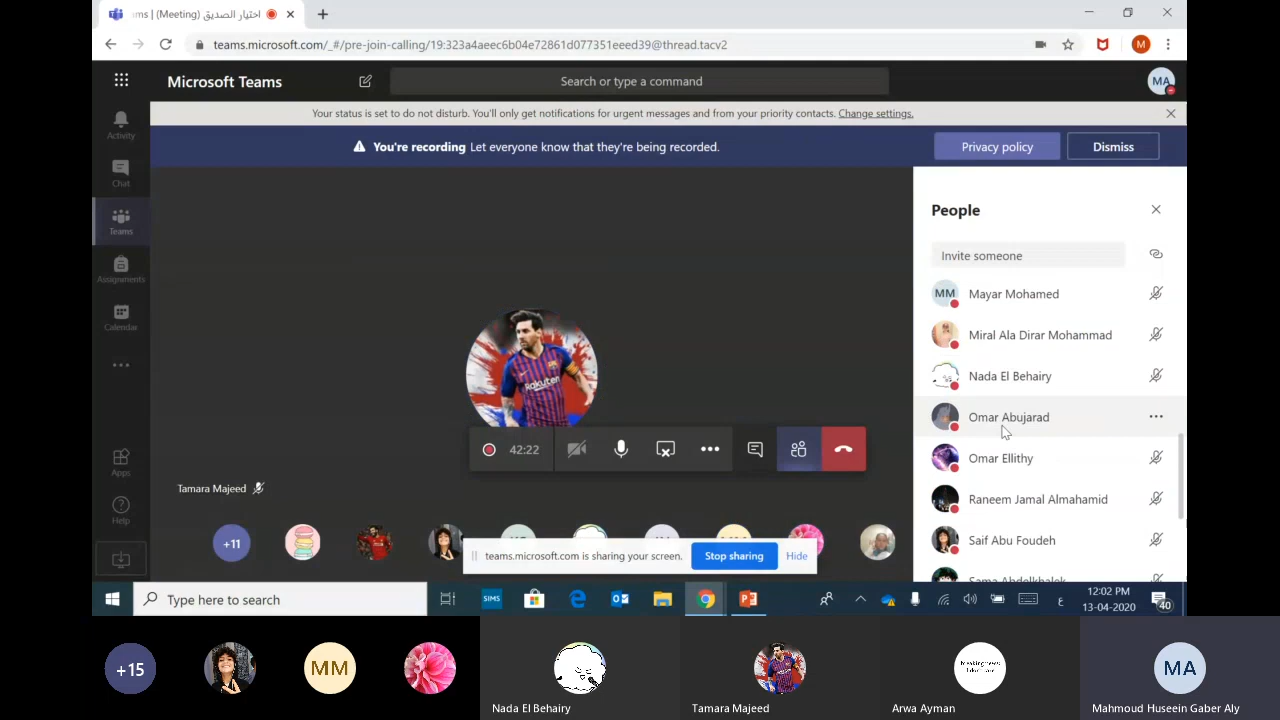 ms | (Meeting) اختيار الصديق
teams.microsoft.com/_#/pre-join-calling/19:323a4aeec6b04e72861d077351eeed39@thread.tacv2
M
Microsoft Teams
Search or type a command
MA
Your status is set to do not disturb. You'll only get notifications for urgent messages and from your priority contacts. Change settings.
You're recording Let everyone know that they're being recorded.
Privacy policy
Dismiss
Activity
Chat
Teams
Assignments
Calendar
Apps
Help
People
Invite someone
MM Mayar Mohamed
Miral Ala Dirar Mohammad
Nada El Behairy
Omar Abujarad
Omar Ellithy
Raneem Jamal Almahamid
Saif Abu Foudeh
Sama Abdelkhalek
Rakuten
42:22
Tamara Majeed
+11
teams.microsoft.com is sharing your screen.
Stop sharing
Hide
Type here to search
SIMS
ع
12:02 PM
13-04-2020
40
+15
MM
MA
Nada El Behairy
Tamara Majeed
Arwa Ayman
Mahmoud Huseein Gaber Aly